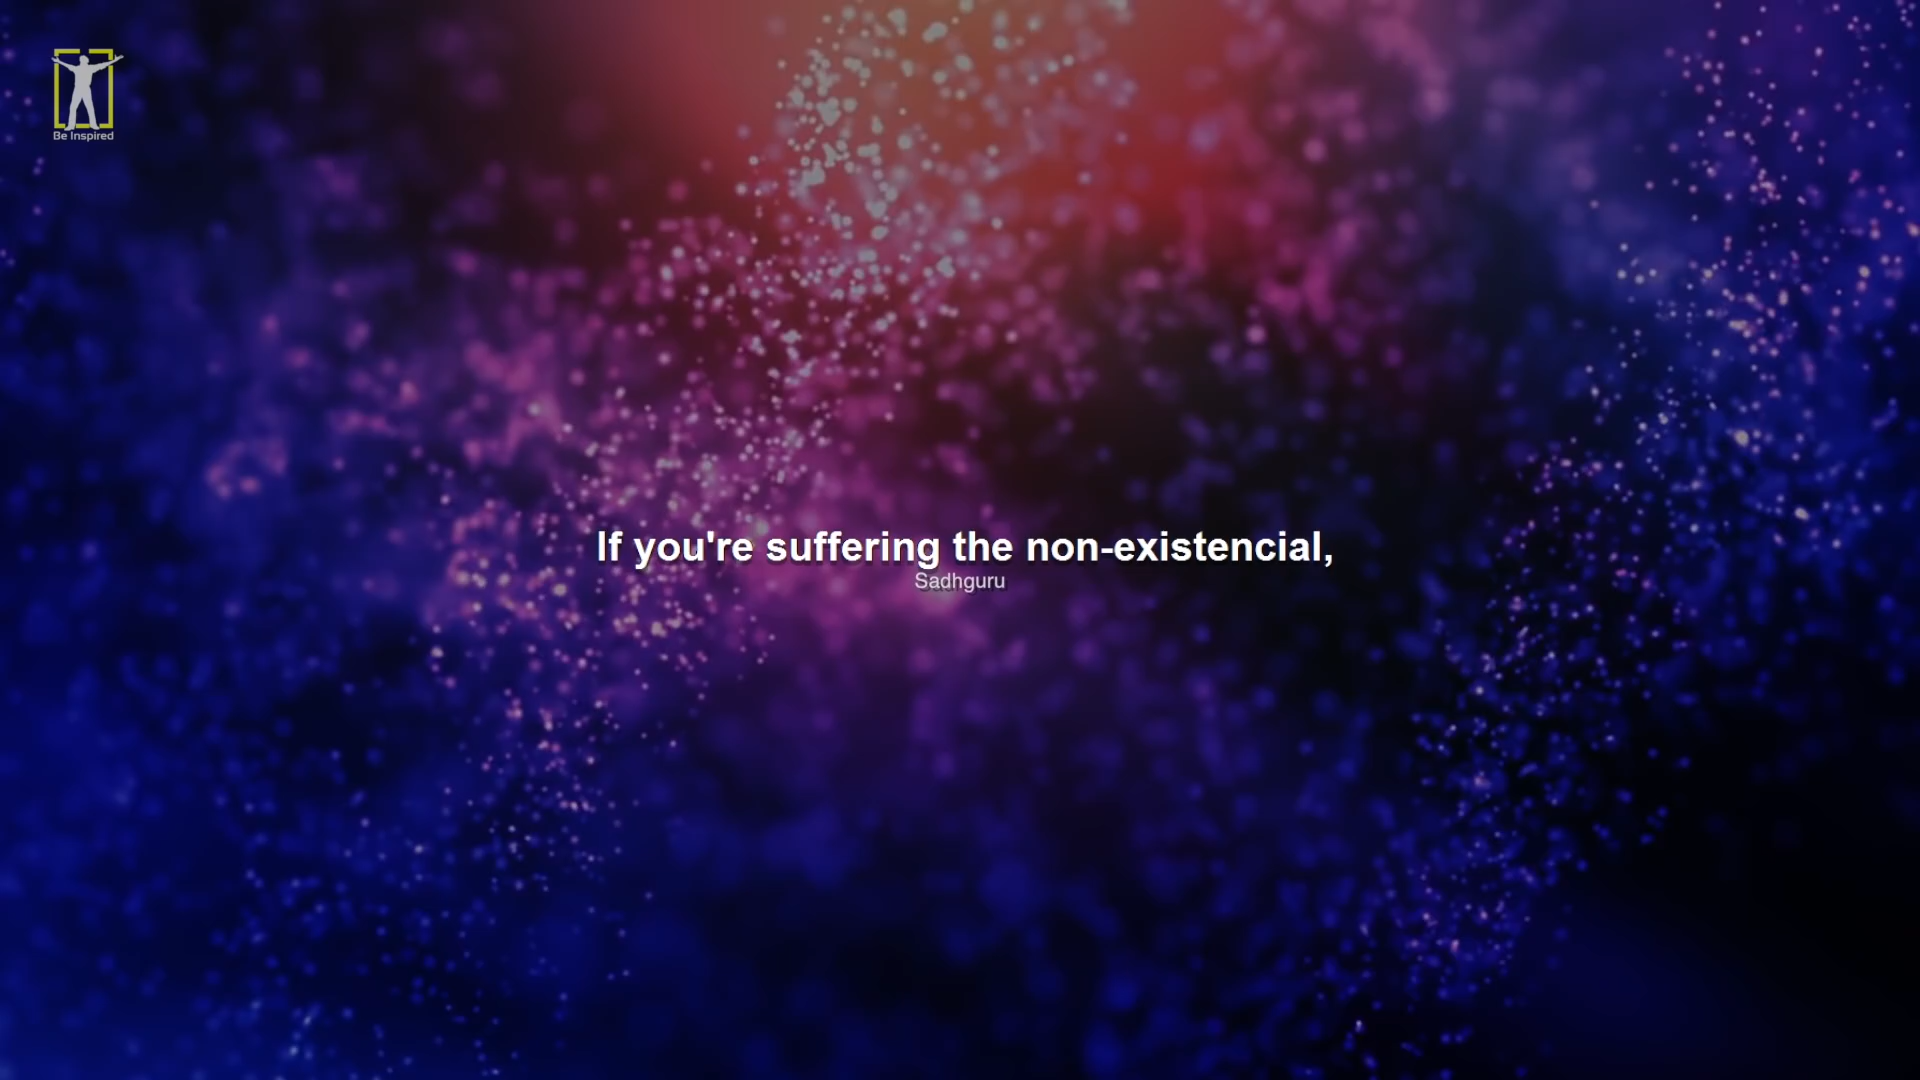 Be Inspired
If you're suffering the non-existencial,
Sadhguru